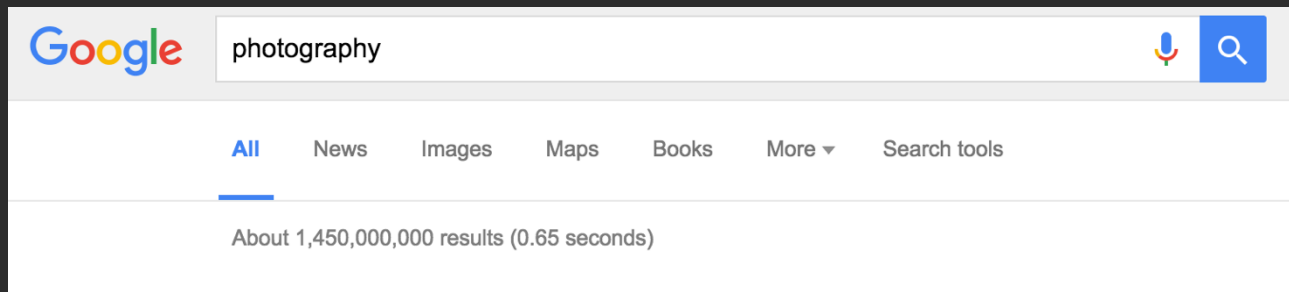 Google photography
All News Images Maps Books More Search tools
About 1,450,000,000 results (0.65 seconds)